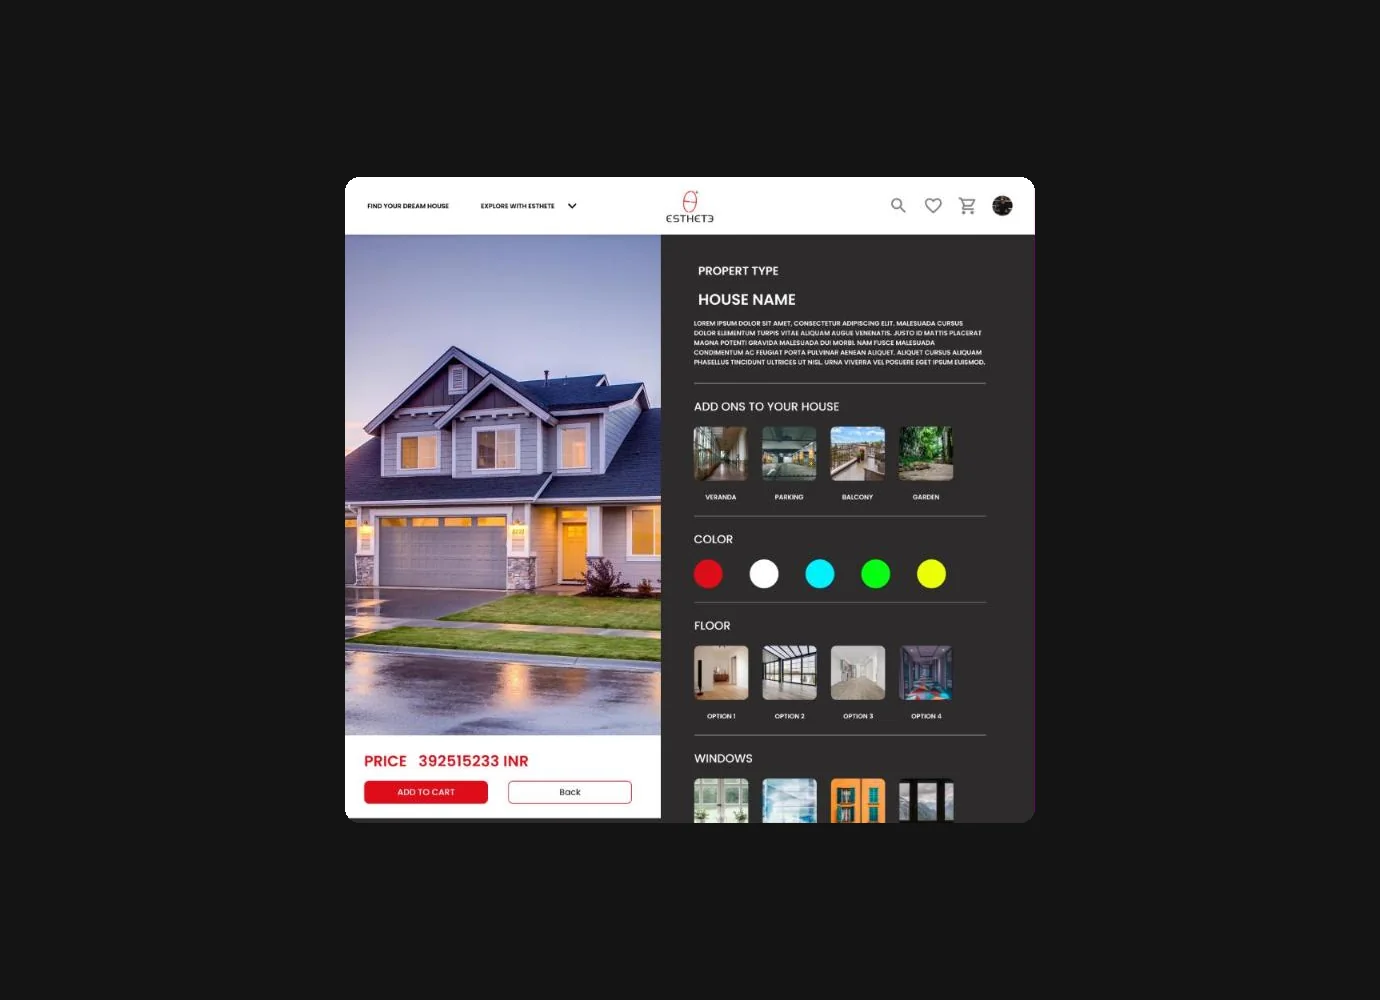 FIND YOUR DREAM HOUSE
EXPLORE WITH ESTHETE
ESTHET3
PROPERT TYPE
HOUSE NAME
LOREM IPSUM DOLOR SIT AMET, CONSECTETUR ADIPISCING ELIT. MALESUADA CURSUS
DOLOR ELEMENTUM TURPIS VITAE ALIQUAM AUGUE VENENATIS. JUSTO ID MATTIS PLACERAT
MAGNA POTENTI GRAVIDA MALESUADA DUI MORBI. NAM FUSCE MALESUADA
CONDIMENTUM AC FEUGIAT PORTA PULVINAR AENEAN ALIQUET. ALIQUET CURSUS ALIQUAM
PHASELLUS TINCIDUNT ULTRICES UT NISL. URNA VIVERRA VEL POSUERE EGET IPSUM EUISMOD.
ADD ONS TO YOUR HOUSE
VERANDA
PARKING
BALCONY
GARDEN
COLOR
FLOOR
OPTION 1
OPTION 2
OPTION 3
OPTION 4
WINDOWS
PRICE 392515233 INR
ADD TO CART
Back